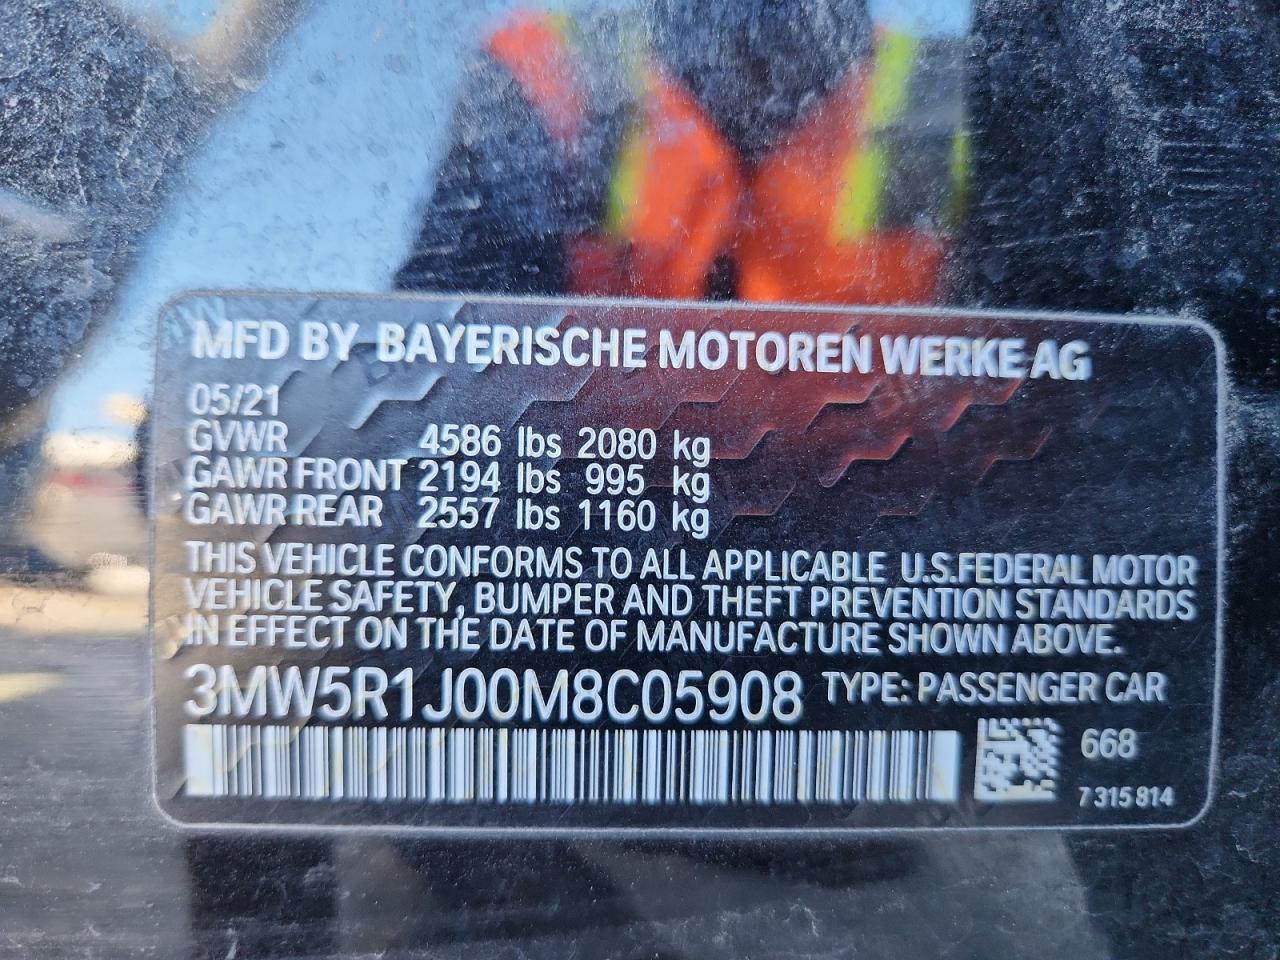 MFD BY BAYERISCHE MOTOREN WERKE AG
05/21
GVWR 4586 lbs 2080 kg
GAWR FRONT 2194 lbs 995 kg
GAWR REAR 2557 lbs 1160 kg
THIS VEHICLE CONFORMS TO ALL APPLICABLE U.S.FEDERAL MOTOR
VEHICLE SAFETY, BUMPER AND THEFT PREVENTION STANDARDS
IN EFFECT ON THE DATE OF MANUFACTURE SHOWN ABOVE.
3MW5R1J00M8C05908 TYPE: PASSENGER CAR
668
7 315 814